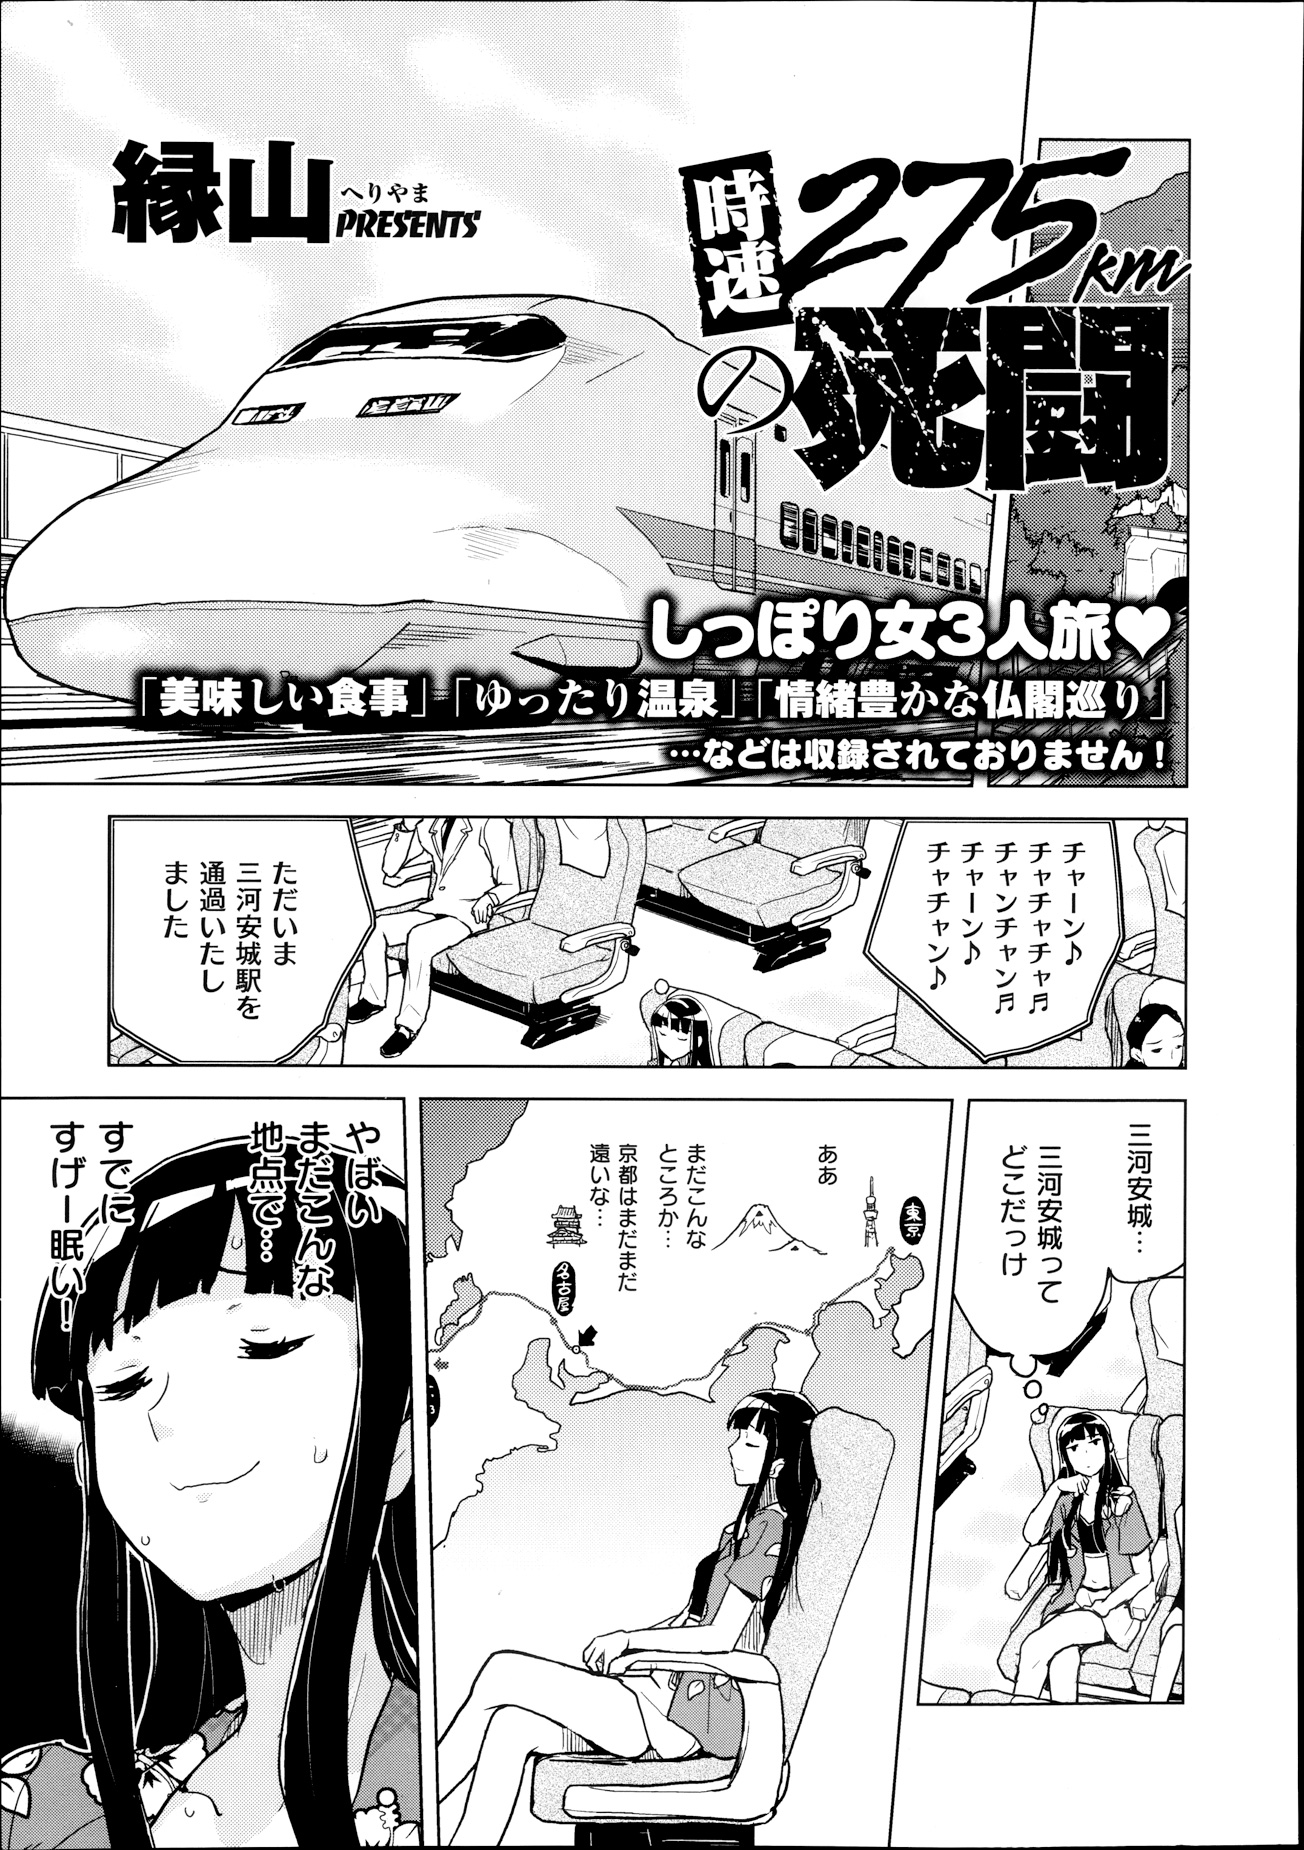 時速275km
の死闘
縁山
へりやま
PRESENTS
しっぽり女3人旅♥
「美味しい食事」「ゆったり温泉」「情緒豊かな仏閣巡り」
…などは収録されておりません!
チャーン♪
チャチャチャ♬
チャンチャン♬
チャーン♪
チャチャン♪
ただいま
三河安城駅を
通過いたし
ました
三河安城…
三河安城って
どこだっけ
東京
名古屋
ああ
まだこんな
ところか…
京都はまだまだ
遠いな…
やばい
まだこんな
地点で…
すでに
すげー眠い!